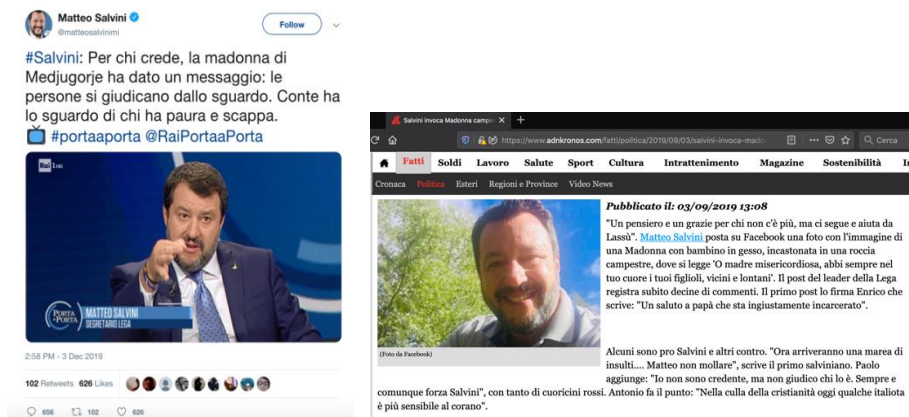 Matteo Salvini
@matteosalvinimi
Follow
#Salvini: Per chi crede, la madonna di
Medjugorje ha dato un messaggio: le
persone si giudicano dallo sguardo. Conte ha
lo sguardo di chi ha paura e scappa.
#portaaporta @RaiPortaaPorta
Rai 1 HD
PORTA A PORTA
MATTEO SALVINI
SEGRETARIO LEGA
2:58 PM - 3 Dec 2019
102 Retweets 626 Likes
656 102 626
Salvini invoca Madonna campe
https://www.adnkronos.com/fatti/politica/2019/09/03/salvini-invoca-mado
Cerca
Fatti Soldi Lavoro Salute Sport Cultura Intrattenimento Magazine Sostenibilità
Cronaca Politica Esteri Regioni e Province Video News
Pubblicato il: 03/09/2019 13:08
"Un pensiero e un grazie per chi non c'è più, ma ci segue e aiuta da
Lassù". Matteo Salvini posta su Facebook una foto con l'immagine di
una Madonna con bambino in gesso, incastonata in una roccia
campestre, dove si legge 'O madre misericordiosa, abbi sempre nel
tuo cuore i tuoi figlioli, vicini e lontani'. Il post del leader della Lega
registra subito decine di commenti. Il primo post lo firma Enrico che
scrive: "Un saluto a papà che sta ingiustamente incarcerato".
(Foto da Facebook)
Alcuni sono pro Salvini e altri contro. "Ora arriveranno una marea di
insulti.... Matteo non mollare", scrive il primo salviniano. Paolo
aggiunge: "Io non sono credente, ma non giudico chi lo è. Sempre e
comunque forza Salvini", con tanto di cuoricini rossi. Antonio fa il punto: "Nella culla della cristianità oggi qualche italiota
è più sensibile al corano".